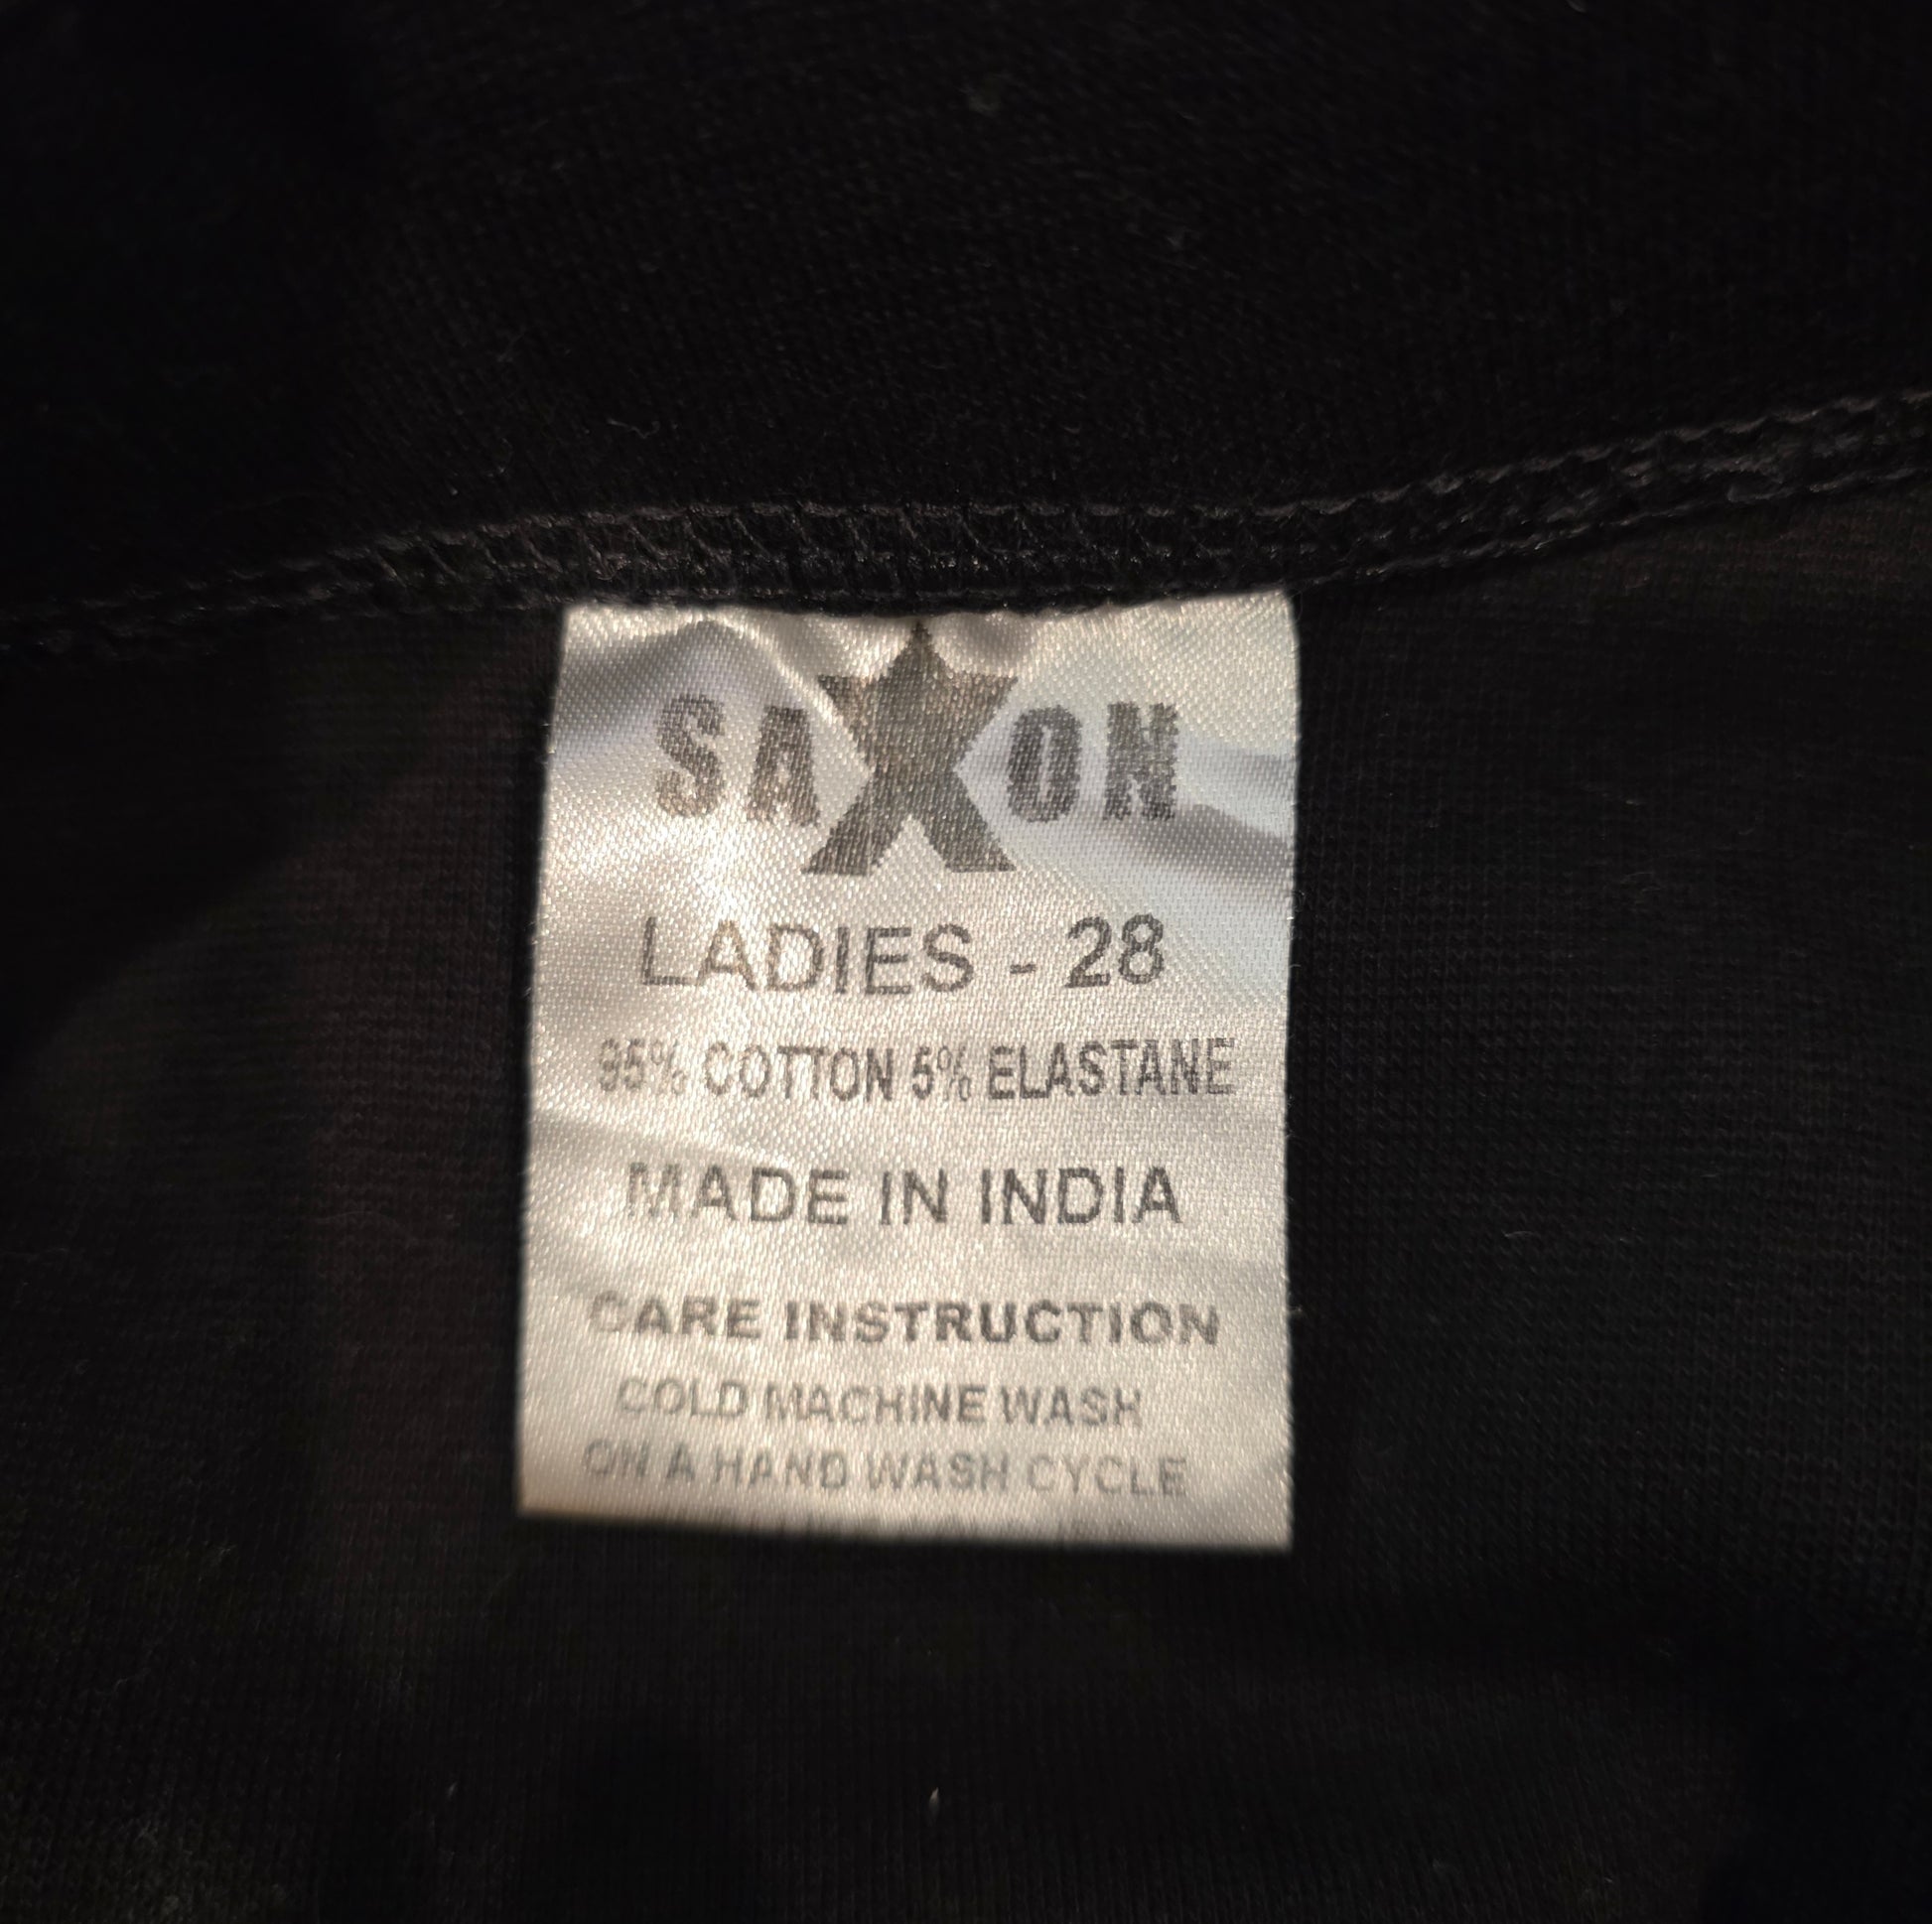 SAXON
LADIES - 28
95% COTTON 5% ELASTANE
MADE IN INDIA
CARE INSTRUCTION
COLD MACHINE WASH
ON A HAND WASH CYCLE